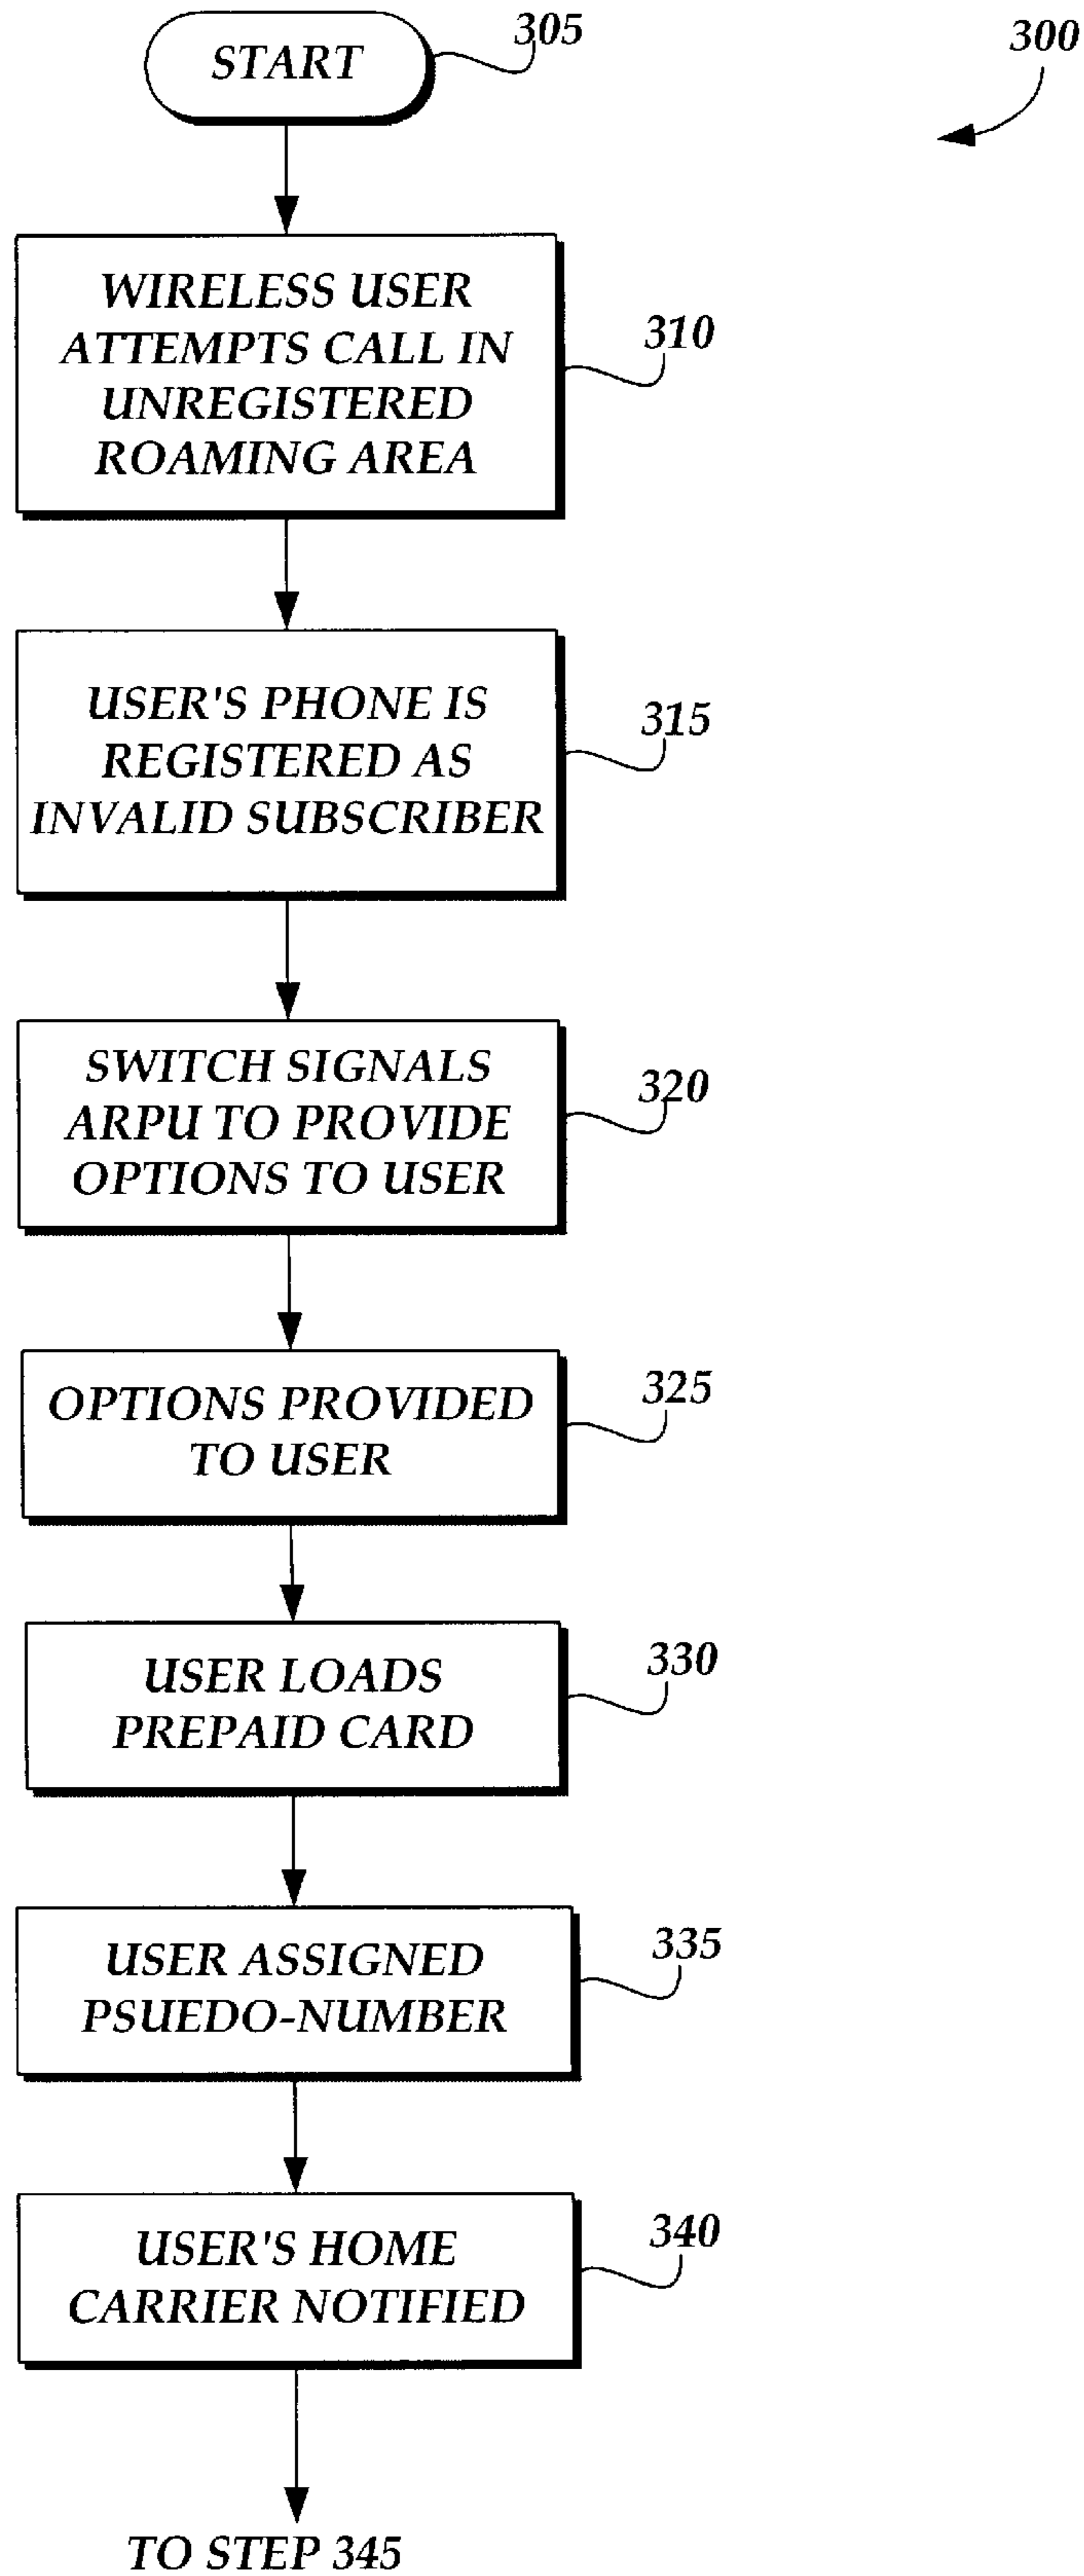 START
305
300
WIRELESS USER
ATTEMPTS CALL IN
UNREGISTERED
ROAMING AREA
310
USER'S PHONE IS
REGISTERED AS
INVALID SUBSCRIBER
315
SWITCH SIGNALS
ARPU TO PROVIDE
OPTIONS TO USER
320
OPTIONS PROVIDED
TO USER
325
USER LOADS
PREPAID CARD
330
USER ASSIGNED
PSUEDO-NUMBER
335
USER'S HOME
CARRIER NOTIFIED
340
TO STEP 345